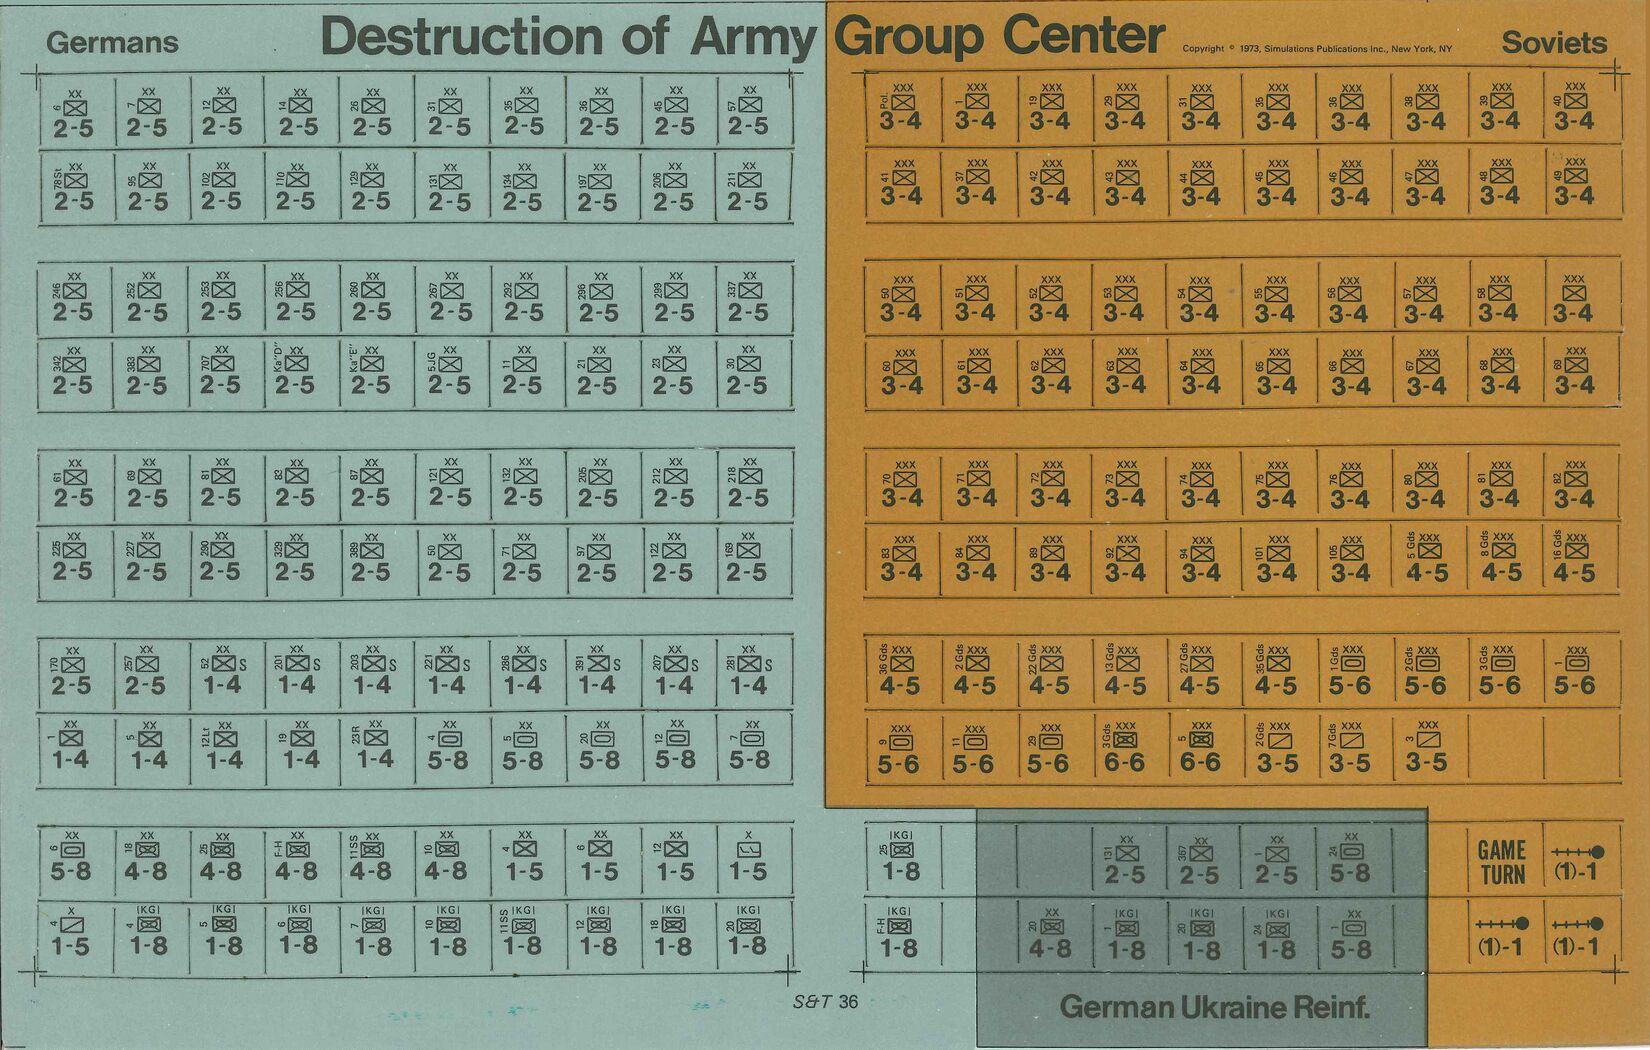 Germans
Destruction of Army Group Center
Copyright © 1973, Simulations Publications Inc., New York, NY
Soviets
XX XX XX XX XX XX XX XX XX XX
6 7 12 14 26 31 35 36 45 57
2-5 2-5 2-5 2-5 2-5 2-5 2-5 2-5 2-5 2-5
XX XX XX XX XX XX XX XX XX XX
78St 95 102 110 129 131 134 197 206 211
2-5 2-5 2-5 2-5 2-5 2-5 2-5 2-5 2-5 2-5
XX XX XX XX XX XX XX XX XX XX
246 252 253 256 260 267 292 296 299 337
2-5 2-5 2-5 2-5 2-5 2-5 2-5 2-5 2-5 2-5
XX XX XX XX XX XX XX XX XX XX
342 383 707 Ka"D" Ka"E" 5JG 11 21 23 30
2-5 2-5 2-5 2-5 2-5 2-5 2-5 2-5 2-5 2-5
XX XX XX XX XX XX XX XX XX XX
61 69 81 83 87 121 132 205 212 218
2-5 2-5 2-5 2-5 2-5 2-5 2-5 2-5 2-5 2-5
XX XX XX XX XX XX XX XX XX XX
225 227 290 329 389 50 71 97 122 169
2-5 2-5 2-5 2-5 2-5 2-5 2-5 2-5 2-5 2-5
XX XX XX XX XX XX XX XX XX XX
170 257 52 S 201 S 203 S 221 S 286 S 391 S 207 S 281 S
2-5 2-5 1-4 1-4 1-4 1-4 1-4 1-4 1-4 1-4
XX XX XX XX XX XX XX XX XX XX
1 5 12Lt 19 23R 4 5 20 12 7
1-4 1-4 1-4 1-4 1-4 5-8 5-8 5-8 5-8 5-8
XX XX XX XX XX XX XX XX XX X
6 18 25 F-H 11SS 10 4 6 12
5-8 4-8 4-8 4-8 4-8 4-8 1-5 1-5 1-5 1-5
X |KG| |KG| |KG| |KG| |KG| |KG| |KG| |KG| |KG|
4 4 5 6 7 10 11SS 12 18 20
1-5 1-8 1-8 1-8 1-8 1-8 1-8 1-8 1-8 1-8
XXX XXX XXX XXX XXX XXX XXX XXX XXX XXX
Pol. 1 19 29 31 35 36 38 39 40
3-4 3-4 3-4 3-4 3-4 3-4 3-4 3-4 3-4 3-4
XXX XXX XXX XXX XXX XXX XXX XXX XXX XXX
41 37 42 43 44 45 46 47 48 49
3-4 3-4 3-4 3-4 3-4 3-4 3-4 3-4 3-4 3-4
XXX XXX XXX XXX XXX XXX XXX XXX XXX XXX
50 51 52 53 54 55 56 57 58
3-4 3-4 3-4 3-4 3-4 3-4 3-4 3-4 3-4 3-4
XXX XXX XXX XXX XXX XXX XXX XXX XXX XXX
60 61 62 63 64 65 66 67 68 69
3-4 3-4 3-4 3-4 3-4 3-4 3-4 3-4 3-4 3-4
XXX XXX XXX XXX XXX XXX XXX XXX XXX XXX
70 71 72 73 74 75 76 80 81 82
3-4 3-4 3-4 3-4 3-4 3-4 3-4 3-4 3-4 3-4
XXX XXX XXX XXX XXX XXX XXX XXX XXX XXX
83 84 89 92 94 101 105 5 Gds 8 Gds 16 Gds
3-4 3-4 3-4 3-4 3-4 3-4 3-4 4-5 4-5 4-5
XXX XXX XXX XXX XXX XXX XXX XXX XXX XXX
36 Gds 2 Gds 22 Gds 13 Gds 27 Gds 35 Gds 1 Gds 2 Gds 3 Gds 1
4-5 4-5 4-5 4-5 4-5 4-5 5-6 5-6 5-6 5-6
XXX XXX XXX XXX XXX XXX XXX XXX
9 11 29 3 Gds 5 2 Gds 7 Gds 3
5-6 5-6 5-6 6-6 6-6 3-5 3-5 3-5
|KG| XX XX XX XX
25 131 367 1 24
1-8 2-5 2-5 2-5 5-8
GAME
TURN (1)-1
|KG| XX |KG| |KG| |KG| XX
F-H 20 1 20 24 1
1-8 4-8 1-8 1-8 1-8 5-8 (1)-1 (1)-1
S&T 36
German Ukraine Reinf.